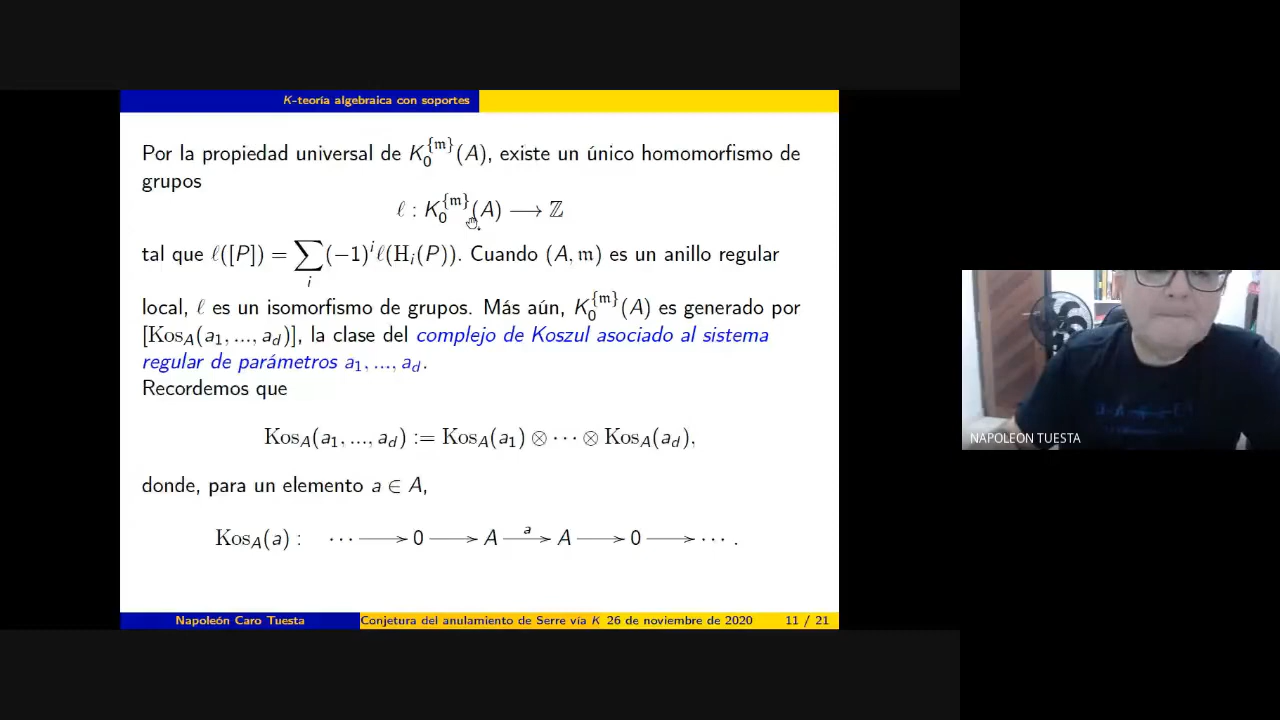 K-teoría algebraica con soportes
Por la propiedad universal de K_0^{\{𝔪\}}(A), existe un único homomorfismo de
grupos
ℓ : K_0^{\{𝔪\}}(A) ⟶ ℤ
tal que ℓ([P]) = ∑_i (−1)^i ℓ(H_i(P)). Cuando (A, 𝔪) es un anillo regular
local, ℓ es un isomorfismo de grupos. Más aún, K_0^{\{𝔪\}}(A) es generado por
[Kos_A(a_1, ..., a_d)], la clase del complejo de Koszul asociado al sistema
regular de parámetros a_1, ..., a_d.
Recordemos que
Kos_A(a_1, ..., a_d) := Kos_A(a_1) ⊗ ⋯ ⊗ Kos_A(a_d),
donde, para un elemento a ∈ A,
Kos_A(a) : ⋯ ⟶ 0 ⟶ A \xrightarrow{a} A ⟶ 0 ⟶ ⋯ .
Napoleón Caro Tuesta Conjetura del anulamiento de Serre vía K 26 de noviembre de 2020 11 / 21
NAPOLEON TUESTA